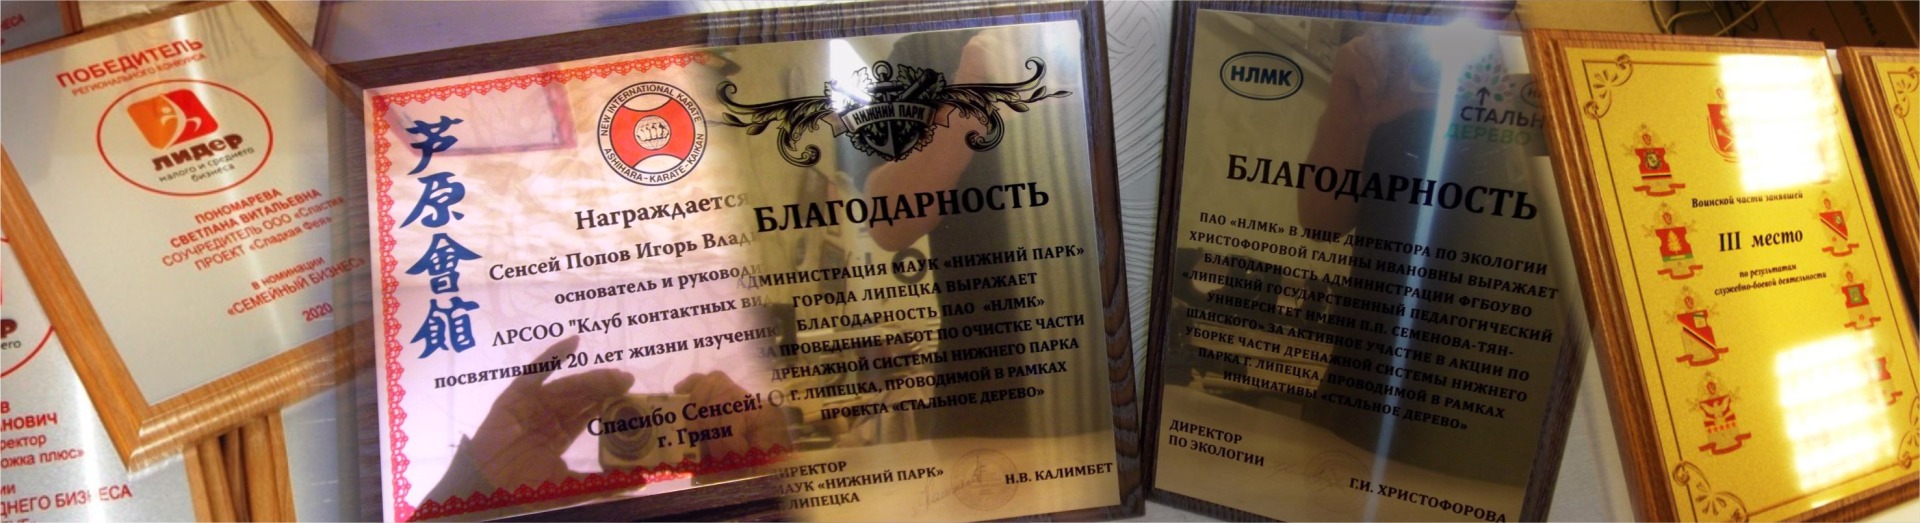 ПОБЕДИТЕЛЬ
РЕГИОНАЛЬНОГО КОНКУРСА
ЛИДЕР
малого и среднего
бизнеса
ПОНОМАРЕВА
СВЕТЛАНА ВИТАЛЬЕВНА
СОУЧРЕДИТЕЛЬ ООО «Сласти
ПРОЕКТ «Сладкая Фея»
в номинации
«СЕМЕЙНЫЙ БИЗНЕС»
2020
ДНЕГО БИЗНЕСА
芦原會館
NEW INTERNATIONAL KARATE
ASHIHARA-KARATE-KAIKAN
Награждается
Сенсей Попов Игорь Влад
основатель и руководи
ЛРСОО "Клуб контактных ви
посвятивший 20 лет жизни изучению
Спасибо Сенсей!
г. Грязи
НИЖНИЙ ПАРК
БЛАГОДАРНОСТЬ
АДМИНИСТРАЦИЯ МАУК «НИЖНИЙ ПАРК»
ГОРОДА ЛИПЕЦКА ВЫРАЖАЕТ
БЛАГОДАРНОСТЬ ПАО «НЛМК»
ЗА ПРОВЕДЕНИЕ РАБОТ ПО ОЧИСТКЕ ЧАСТИ
ДРЕНАЖНОЙ СИСТЕМЫ НИЖНЕГО ПАРКА
Г. ЛИПЕЦКА, ПРОВОДИМОЙ В РАМКАХ
ПРОЕКТА «СТАЛЬНОЕ ДЕРЕВО»
ДИРЕКТОР
МАУК «НИЖНИЙ ПАРК»
ЛИПЕЦКА
Н.В. КАЛИМБЕТ
НЛМК
СТАЛЬН
ДЕРЕВО
БЛАГОДАРНОСТЬ
ПАО «НЛМК» В ЛИЦЕ ДИРЕКТОРА ПО ЭКОЛОГИИ
ХРИСТОФОРОВОЙ ГАЛИНЫ ИВАНОВНЫ ВЫРАЖАЕТ
БЛАГОДАРНОСТЬ АДМИНИСТРАЦИИ ФГБОУВО
«ЛИПЕЦКИЙ ГОСУДАРСТВЕННЫЙ ПЕДАГОГИЧЕСКИЙ
УНИВЕРСИТЕТ ИМЕНИ П.П. СЕМЕНОВА-ТЯН-
ШАНСКОГО» ЗА АКТИВНОЕ УЧАСТИЕ В АКЦИИ ПО
УБОРКЕ ЧАСТИ ДРЕНАЖНОЙ СИСТЕМЫ НИЖНЕГО
ПАРКА Г. ЛИПЕЦКА, ПРОВОДИМОЙ В РАМКАХ
ИНИЦИАТИВЫ «СТАЛЬНОЕ ДЕРЕВО»
ДИРЕКТОР
ПО ЭКОЛОГИИ
Г.И. ХРИСТОФОРОВА
Воинской части занявшей
III место
по результатам
служебно-боевой деятельности